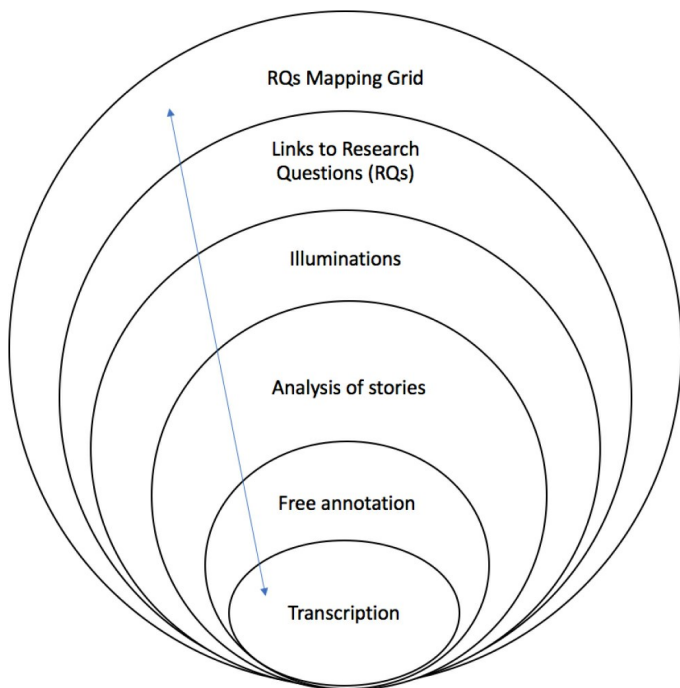 RQs Mapping Grid
Links to Research
Questions (RQs)
Illuminations
Analysis of stories
Free annotation
Transcription